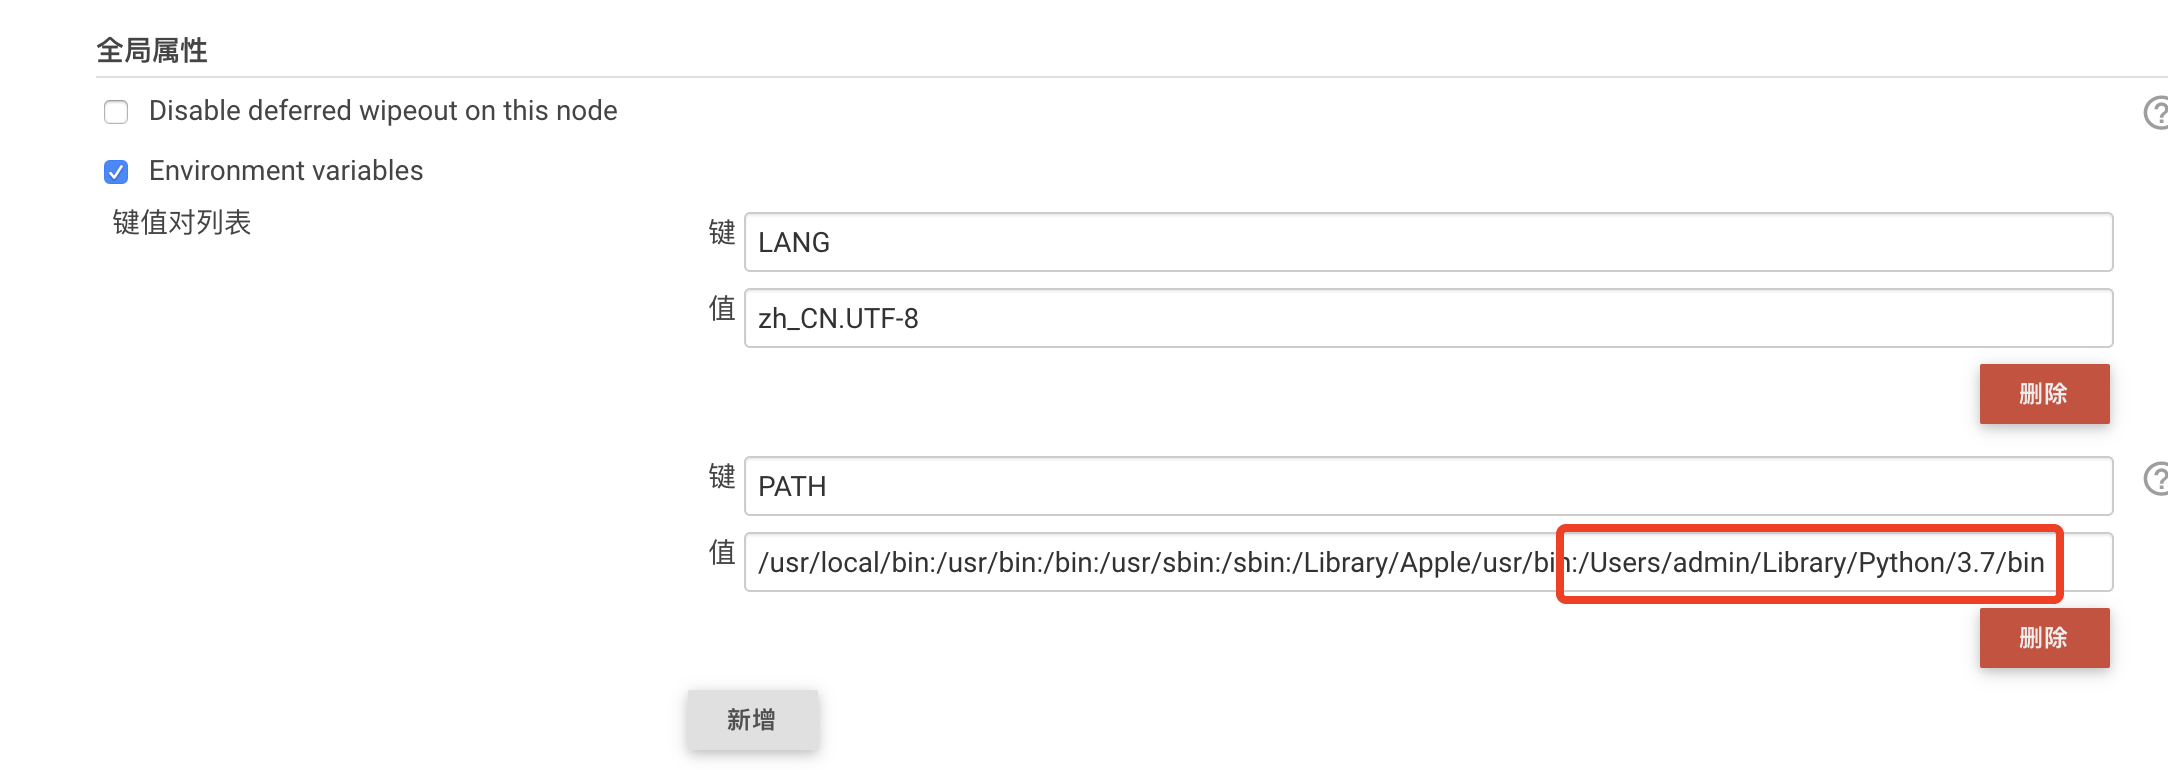 全局属性
Disable deferred wipeout on this node
Environment variables
键值对列表
键 LANG
值 zh_CN.UTF-8
删除
键 PATH
值 /usr/local/bin:/usr/bin:/bin:/usr/sbin:/sbin:/Library/Apple/usr/bin:/Users/admin/Library/Python/3.7/bin
删除
新增